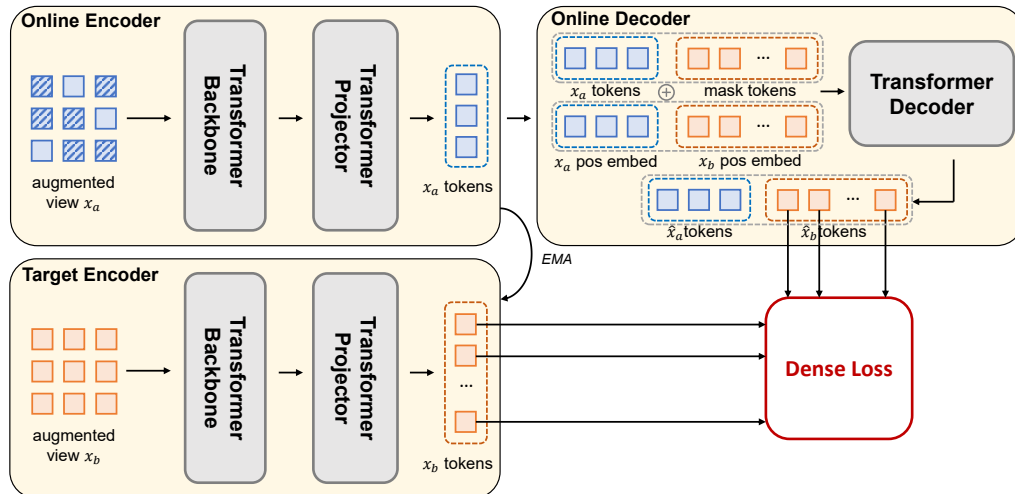 Online Encoder
augmented
view x_a
Transformer
Backbone
Transformer
Projector
x_a tokens
Online Decoder
x_a tokens
+
mask tokens
x_a pos embed
x_b pos embed
Transformer
Decoder
x̂_a tokens
x̂_b tokens
EMA
Target Encoder
augmented
view x_b
Transformer
Backbone
Transformer
Projector
x_b tokens
Dense Loss